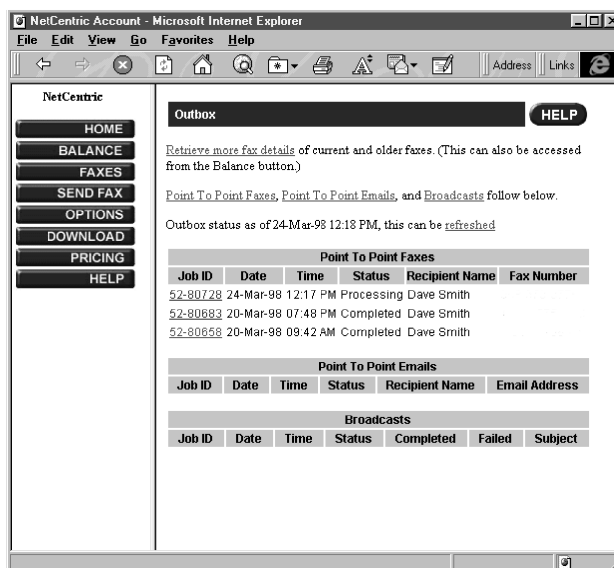 NetCentric Account - Microsoft Internet Explorer
File Edit View Go Favorites Help
Address Links
NetCentric
HOME
BALANCE
FAXES
SEND FAX
OPTIONS
DOWNLOAD
PRICING
HELP
Outbox
HELP
Retrieve more fax details of current and older faxes. (This can also be accessed
from the Balance button.)
Point To Point Faxes, Point To Point Emails, and Broadcasts follow below.
Outbox status as of 24-Mar-98 12:18 PM, this can be refreshed
Point To Point Faxes
Job ID Date Time Status Recipient Name Fax Number
52-80728 24-Mar-98 12:17 PM Processing Dave Smith
52-80683 20-Mar-98 07:48 PM Completed Dave Smith
52-80658 20-Mar-98 09:42 AM Completed Dave Smith
Point To Point Emails
Job ID Date Time Status Recipient Name Email Address
Broadcasts
Job ID Date Time Status Completed Failed Subject